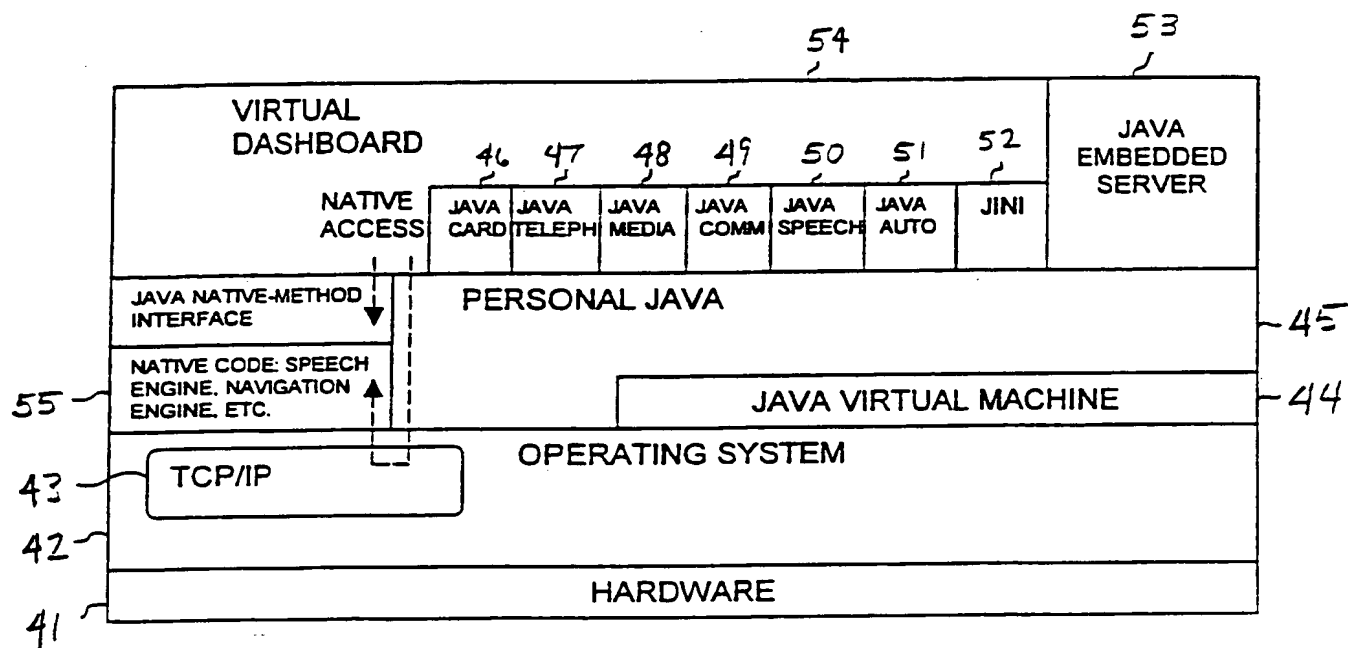 53
54
VIRTUAL
DASHBOARD
JAVA
EMBEDDED
SERVER
46 47 48 49 50 51 52
NATIVE
ACCESS
JAVA
CARD
JAVA
TELEPH
JAVA
MEDIA
JAVA
COMM
JAVA
SPEECH
JAVA
AUTO
JINI
JAVA NATIVE-METHOD
INTERFACE
PERSONAL JAVA
45
NATIVE CODE: SPEECH
ENGINE, NAVIGATION
ENGINE, ETC.
55
JAVA VIRTUAL MACHINE
44
OPERATING SYSTEM
TCP/IP
43
42
HARDWARE
41